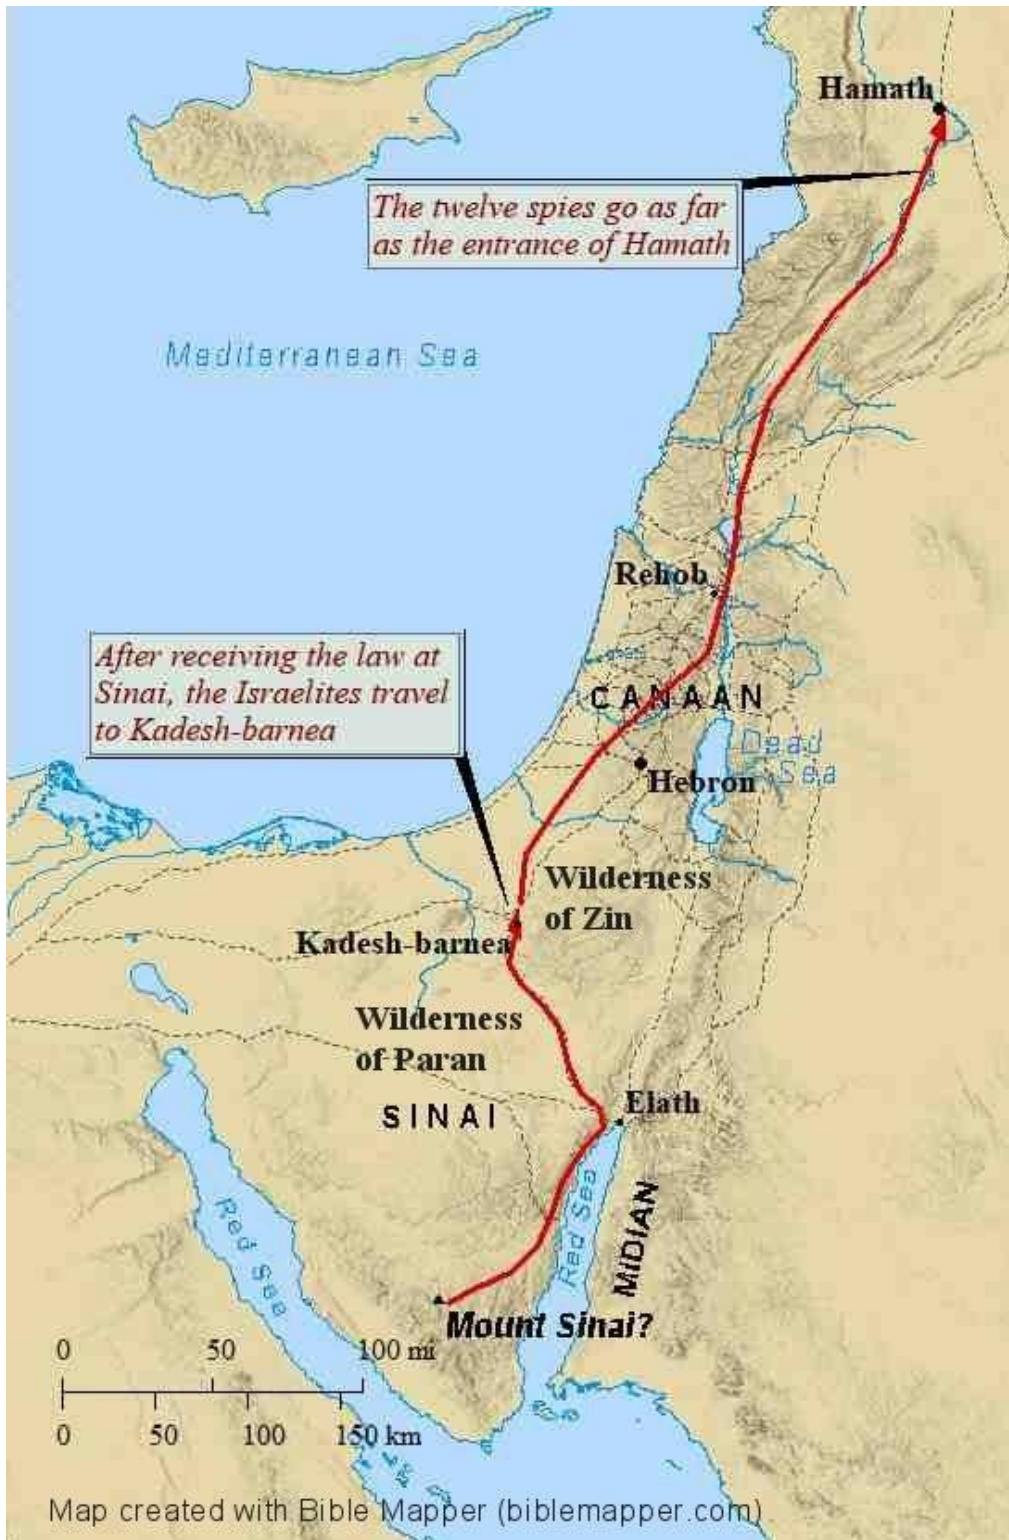 Hamath
The twelve spies go as far
as the entrance of Hamath
Mediterranean Sea
Rehob
After receiving the law at
Sinai, the Israelites travel
to Kadesh-barnea
CANAAN
Dead
Sea
Hebron
Wilderness
of Zin
Kadesh-barnea
Wilderness
of Paran
SINAI
Elath
Red Sea
Red Sea
MIDIAN
Mount Sinai?
0 50 100 mi
0 50 100 150 km
Map created with Bible Mapper (biblemapper.com)